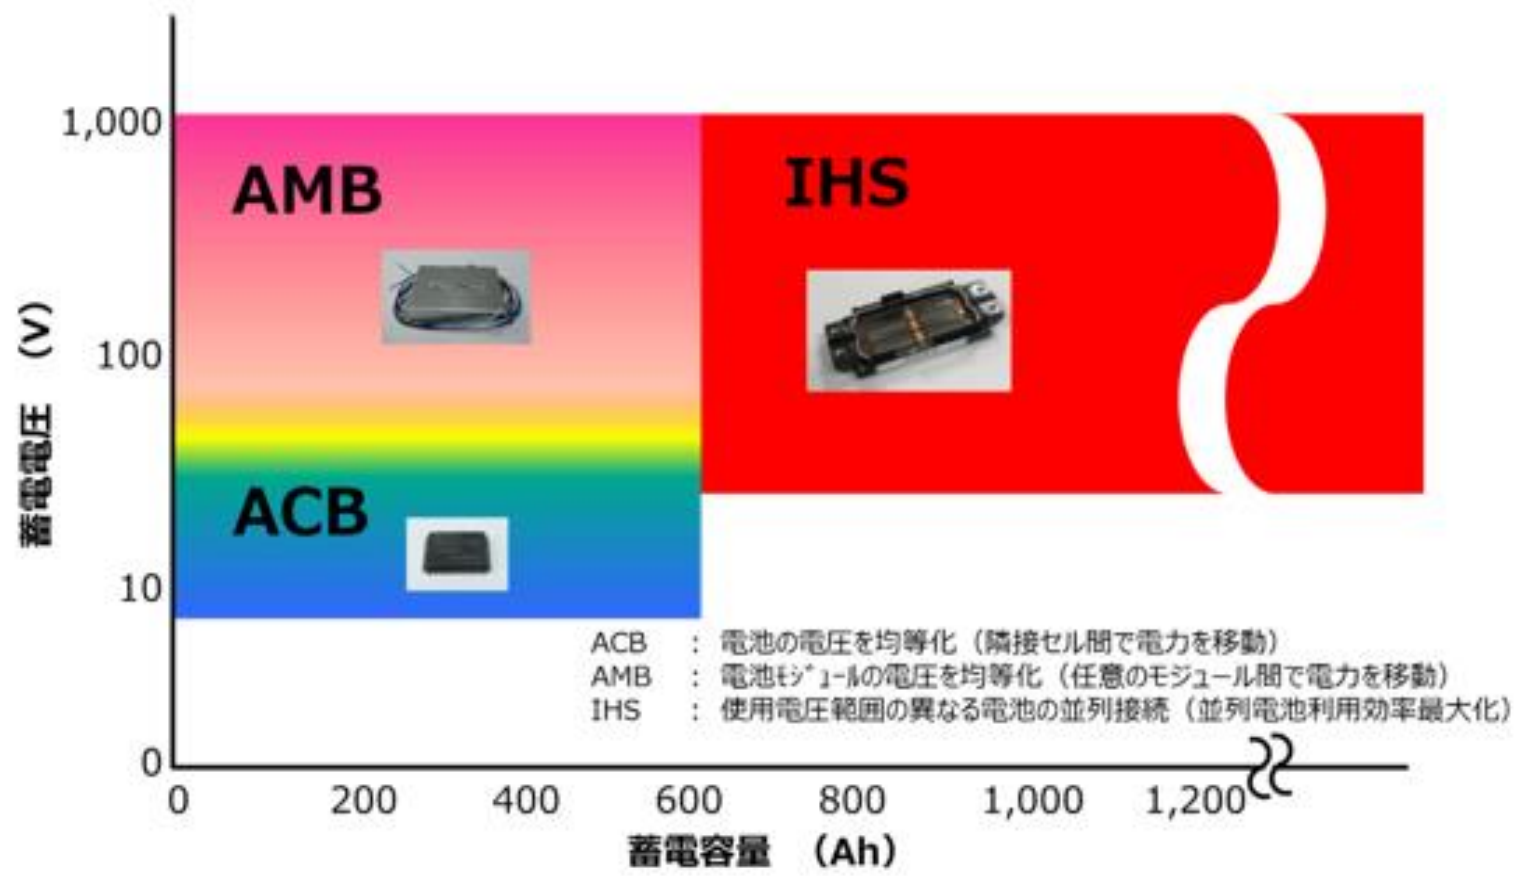 1,000
AMB
IHS
100
蓄電電圧 (V)
ACB
10
ACB : 電池の電圧を均等化（隣接セル間で電力を移動）
AMB : 電池ﾓｼﾞｭｰﾙの電圧を均等化（任意のモジュール間で電力を移動）
IHS : 使用電圧範囲の異なる電池の並列接続（並列電池利用効率最大化）
0
0 200 400 600 800 1,000 1,200
蓄電容量 （Ah）